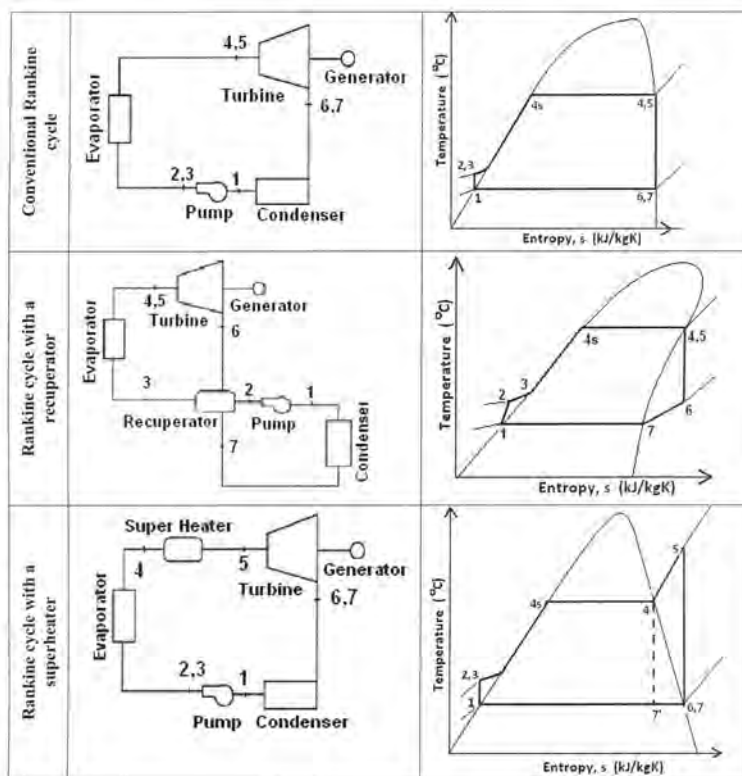 Conventional Rankine
cycle
4,5
Turbine
Generator
Evaporator
6,7
2,3
1
Pump
Condenser
Temperature ( °C)
4s
4,5
2,3
1
6,7
Entropy, s (kJ/kgK)
Rankine cycle with a
recuperator
4,5
Turbine
Generator
Evaporator
6
3
2
1
Recuperator
Pump
7
Condenser
Temperature ( °C)
4s
4,5
2
3
1
7
6
Entropy, s (kJ/kgK)
Rankine cycle with a
superheater
Super Heater
4
5
Turbine
Generator
Evaporator
6,7
2,3
1
Pump
Condenser
Temperature ( °C)
5
4s
4
2,3
1
7'
6,7
Entropy, s (kJ/kgK)